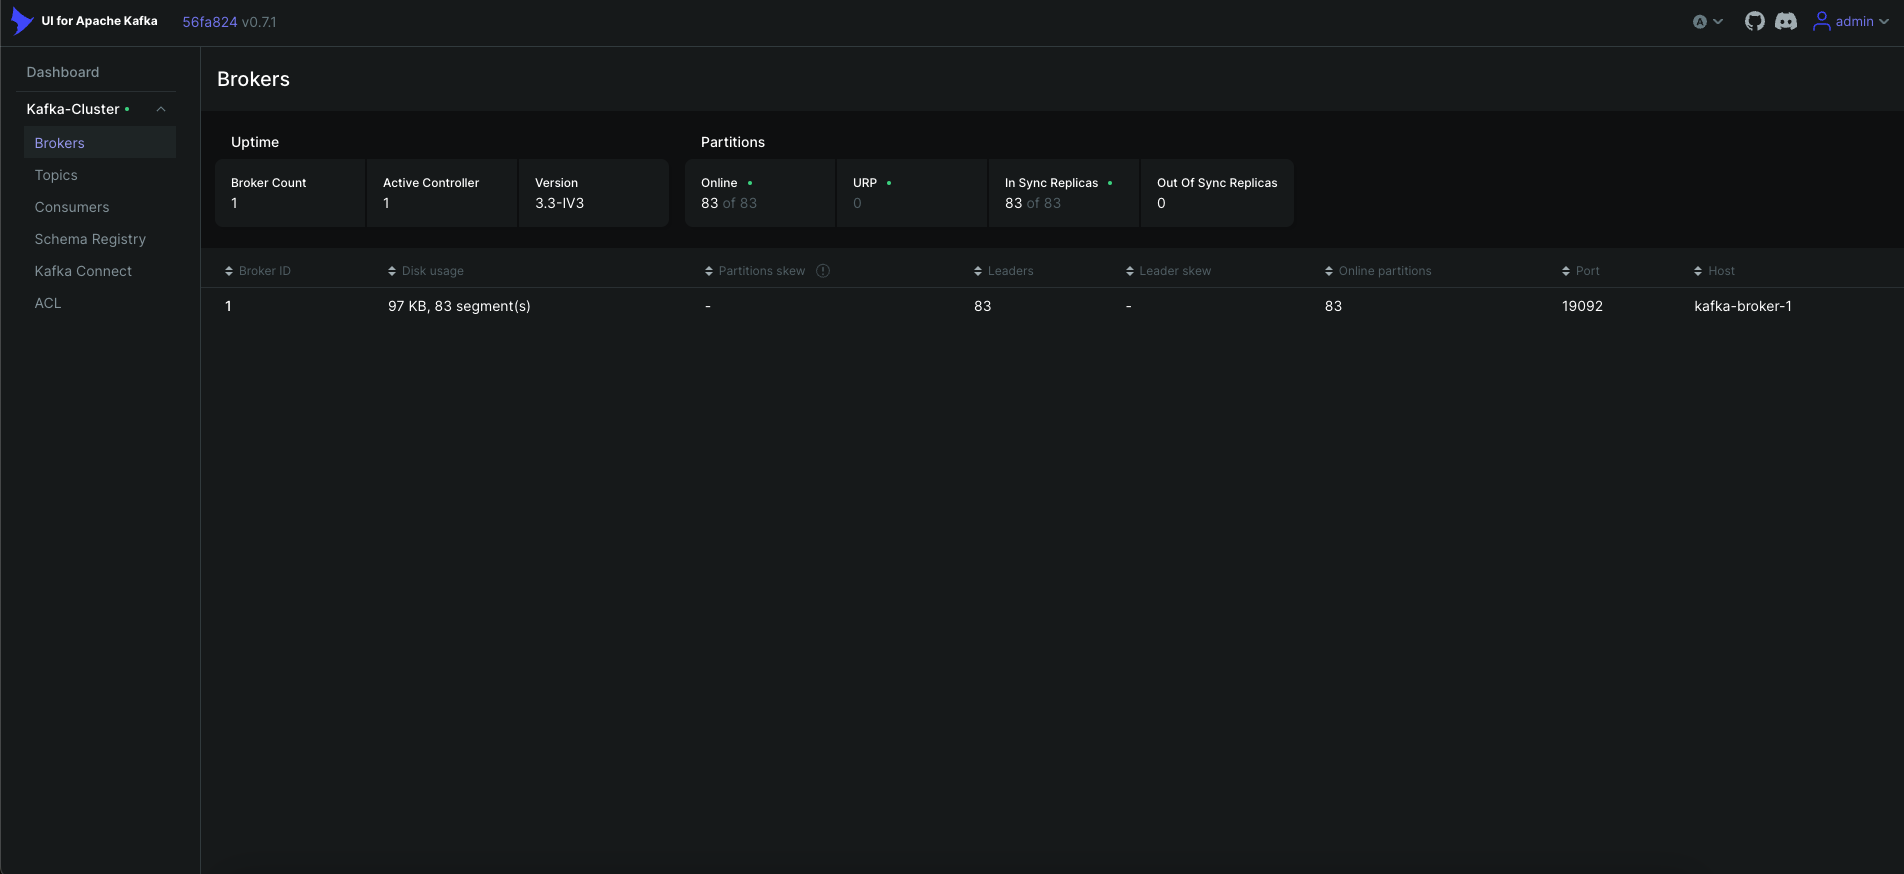 UI for Apache Kafka 56fa824 v0.7.1
A
admin
Dashboard
Kafka-Cluster
Brokers
Topics
Consumers
Schema Registry
Kafka Connect
ACL
Brokers
Uptime
Broker Count
1
Active Controller
1
Version
3.3-IV3
Partitions
Online
83 of 83
URP
0
In Sync Replicas
83 of 83
Out Of Sync Replicas
0
Broker ID Disk usage Partitions skew Leaders Leader skew Online partitions Port Host
1 97 KB, 83 segment(s) - 83 - 83 19092 kafka-broker-1